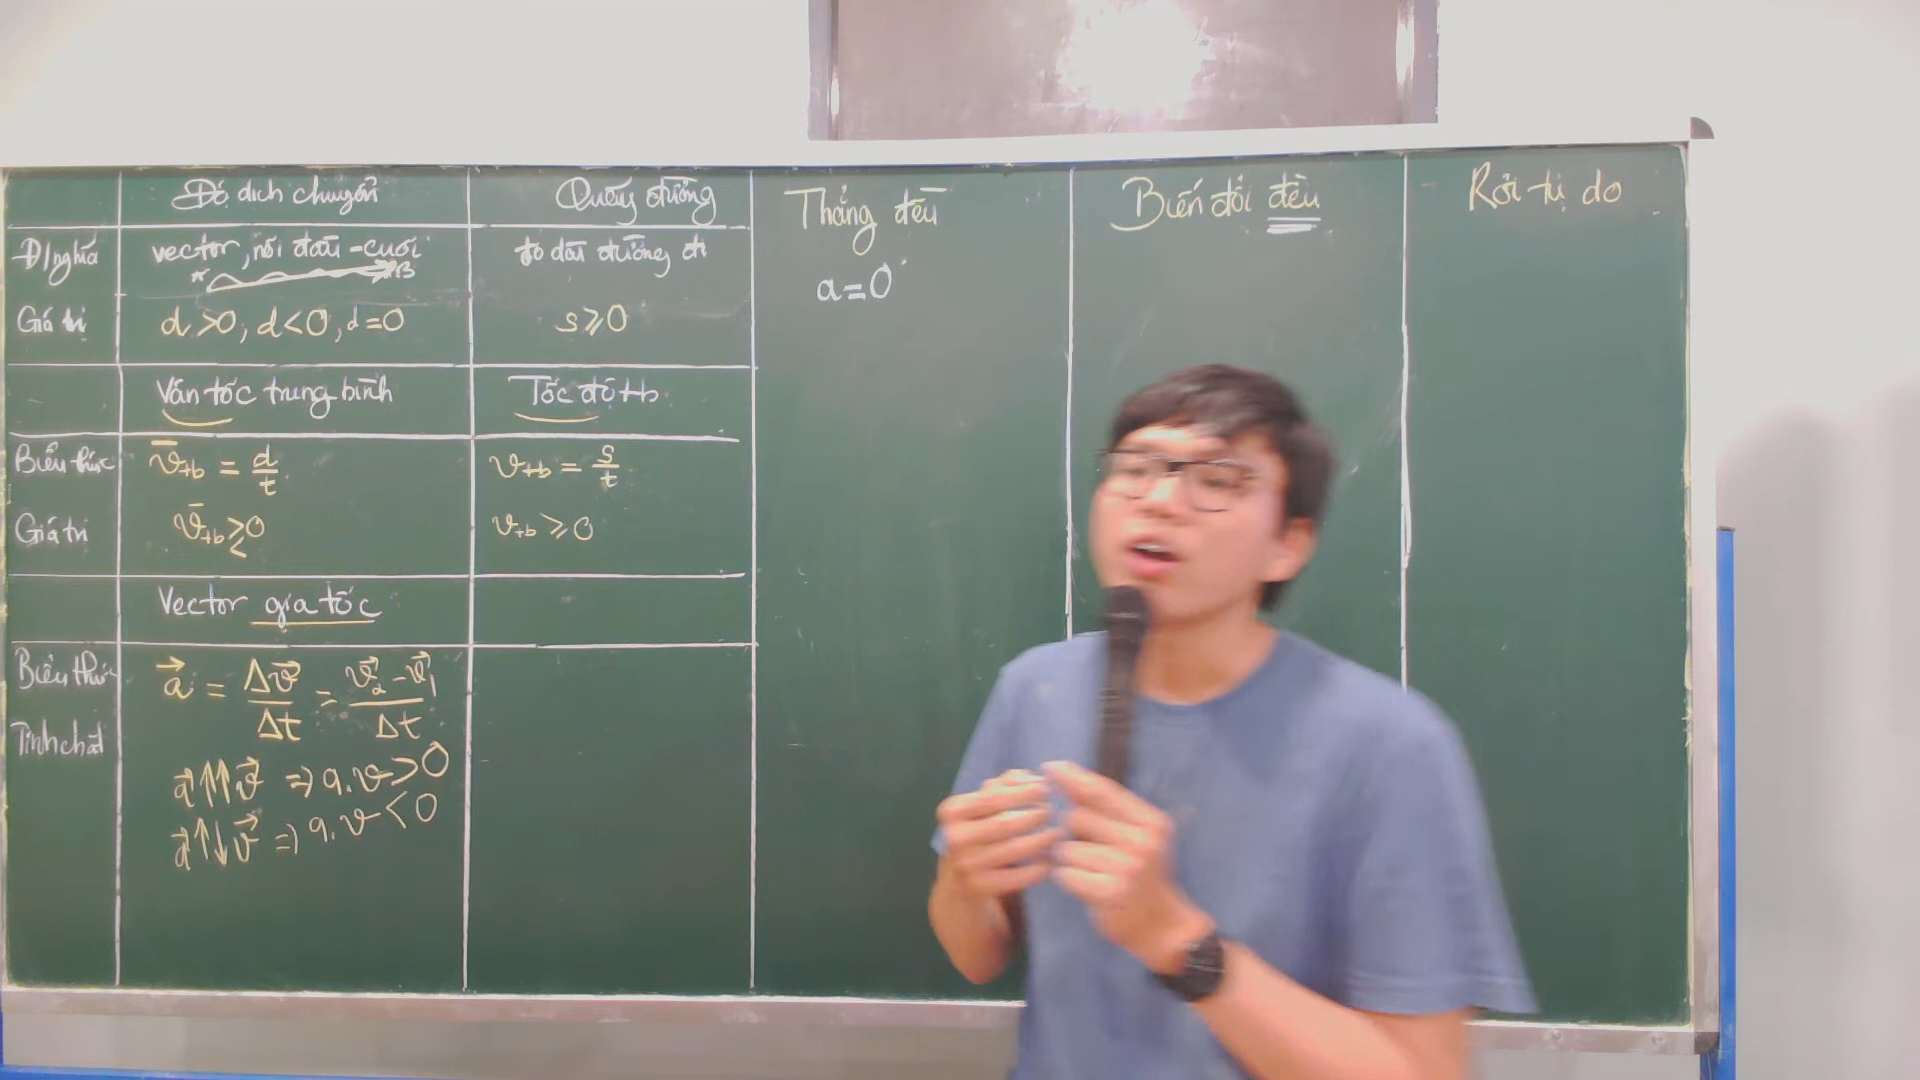 Độ dịch chuyển
Quãng đường
Đ/nghĩa
vector, nối đầu - cuối
A B
độ dài đường đi
Giá trị
d > 0, d < 0, d = 0
s ⩾ 0
Vận tốc trung bình
Tốc độ tb
Biểu thức
v̄tb = d/t
vtb = s/t
Giá trị
v̄tb ⪌ 0
vtb ⩾ 0
Vector gia tốc
Biểu thức
a⃗ = Δv⃗/Δt = (v⃗₂ - v⃗₁)/Δt
Tính chất
a⃗ ↑↑ v⃗ => a.v > 0
a⃗ ↑↓ v⃗ => a.v < 0
Thẳng đều
a = 0
Biến đổi đều
Rơi tự do